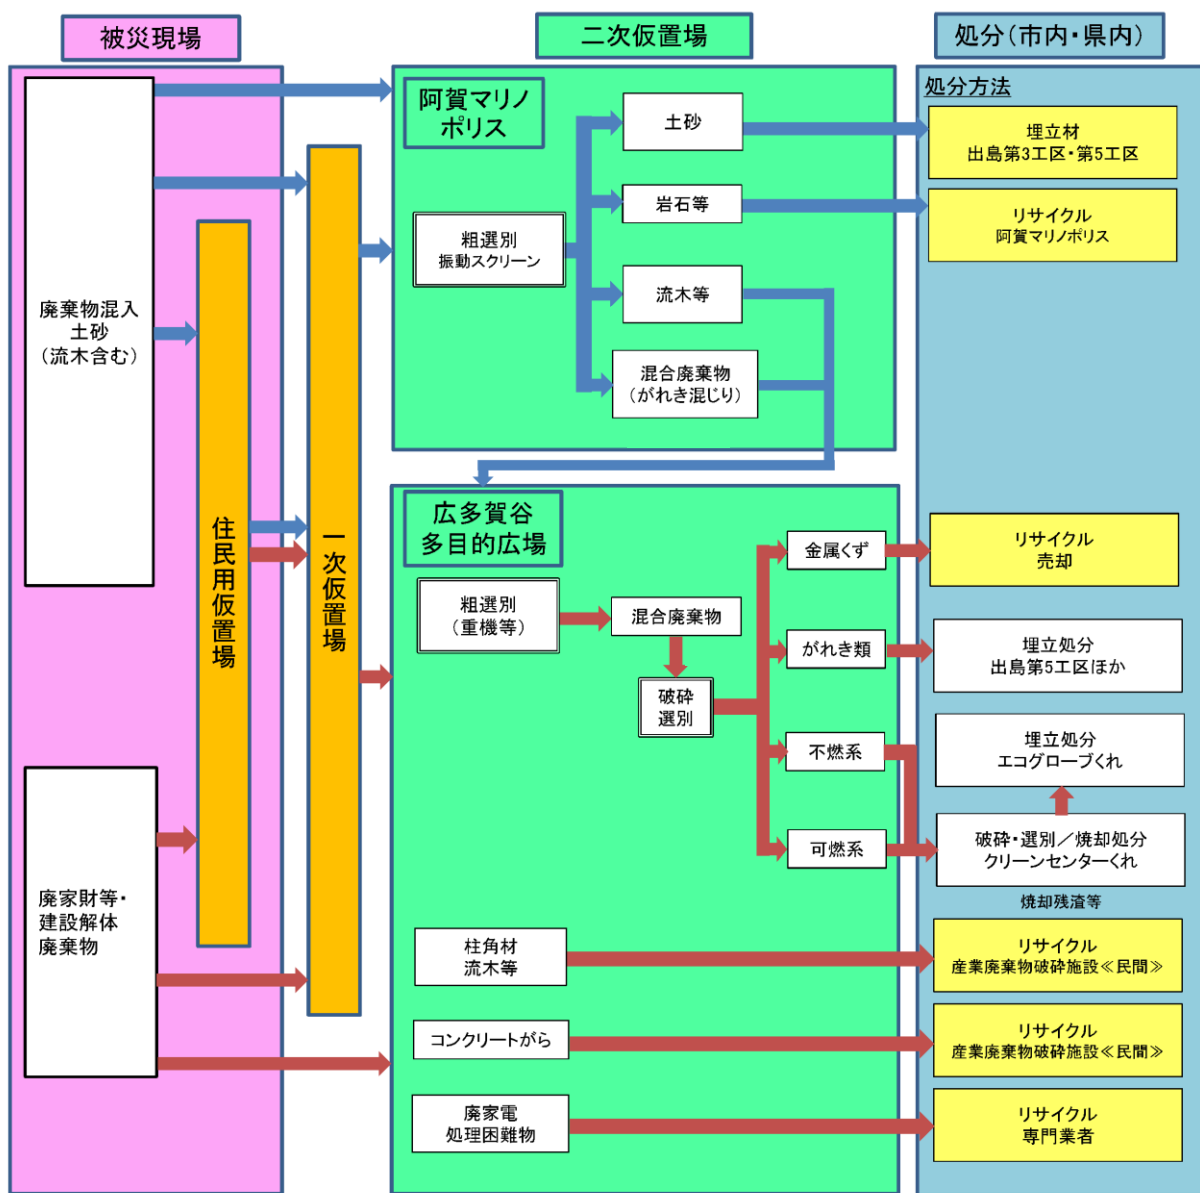 被災現場
二次仮置場
処分(市内・県内)
廃棄物混入
土砂
(流木含む)
廃家財等・
建設解体
廃棄物
住民用仮置場
一次仮置場
阿賀マリノ
ポリス
粗選別
振動スクリーン
土砂
岩石等
流木等
混合廃棄物
(がれき混じり)
広多賀谷
多目的広場
粗選別
(重機等)
混合廃棄物
破砕
選別
金属くず
がれき類
不燃系
可燃系
柱角材
流木等
コンクリートがら
廃家電
処理困難物
処分方法
埋立材
出島第3工区・第5工区
リサイクル
阿賀マリノポリス
リサイクル
売却
埋立処分
出島第5工区ほか
埋立処分
エコグローブくれ
破砕・選別/焼却処分
クリーンセンターくれ
焼却残渣等
リサイクル
産業廃棄物破砕施設≪民間≫
リサイクル
産業廃棄物破砕施設≪民間≫
リサイクル
専門業者